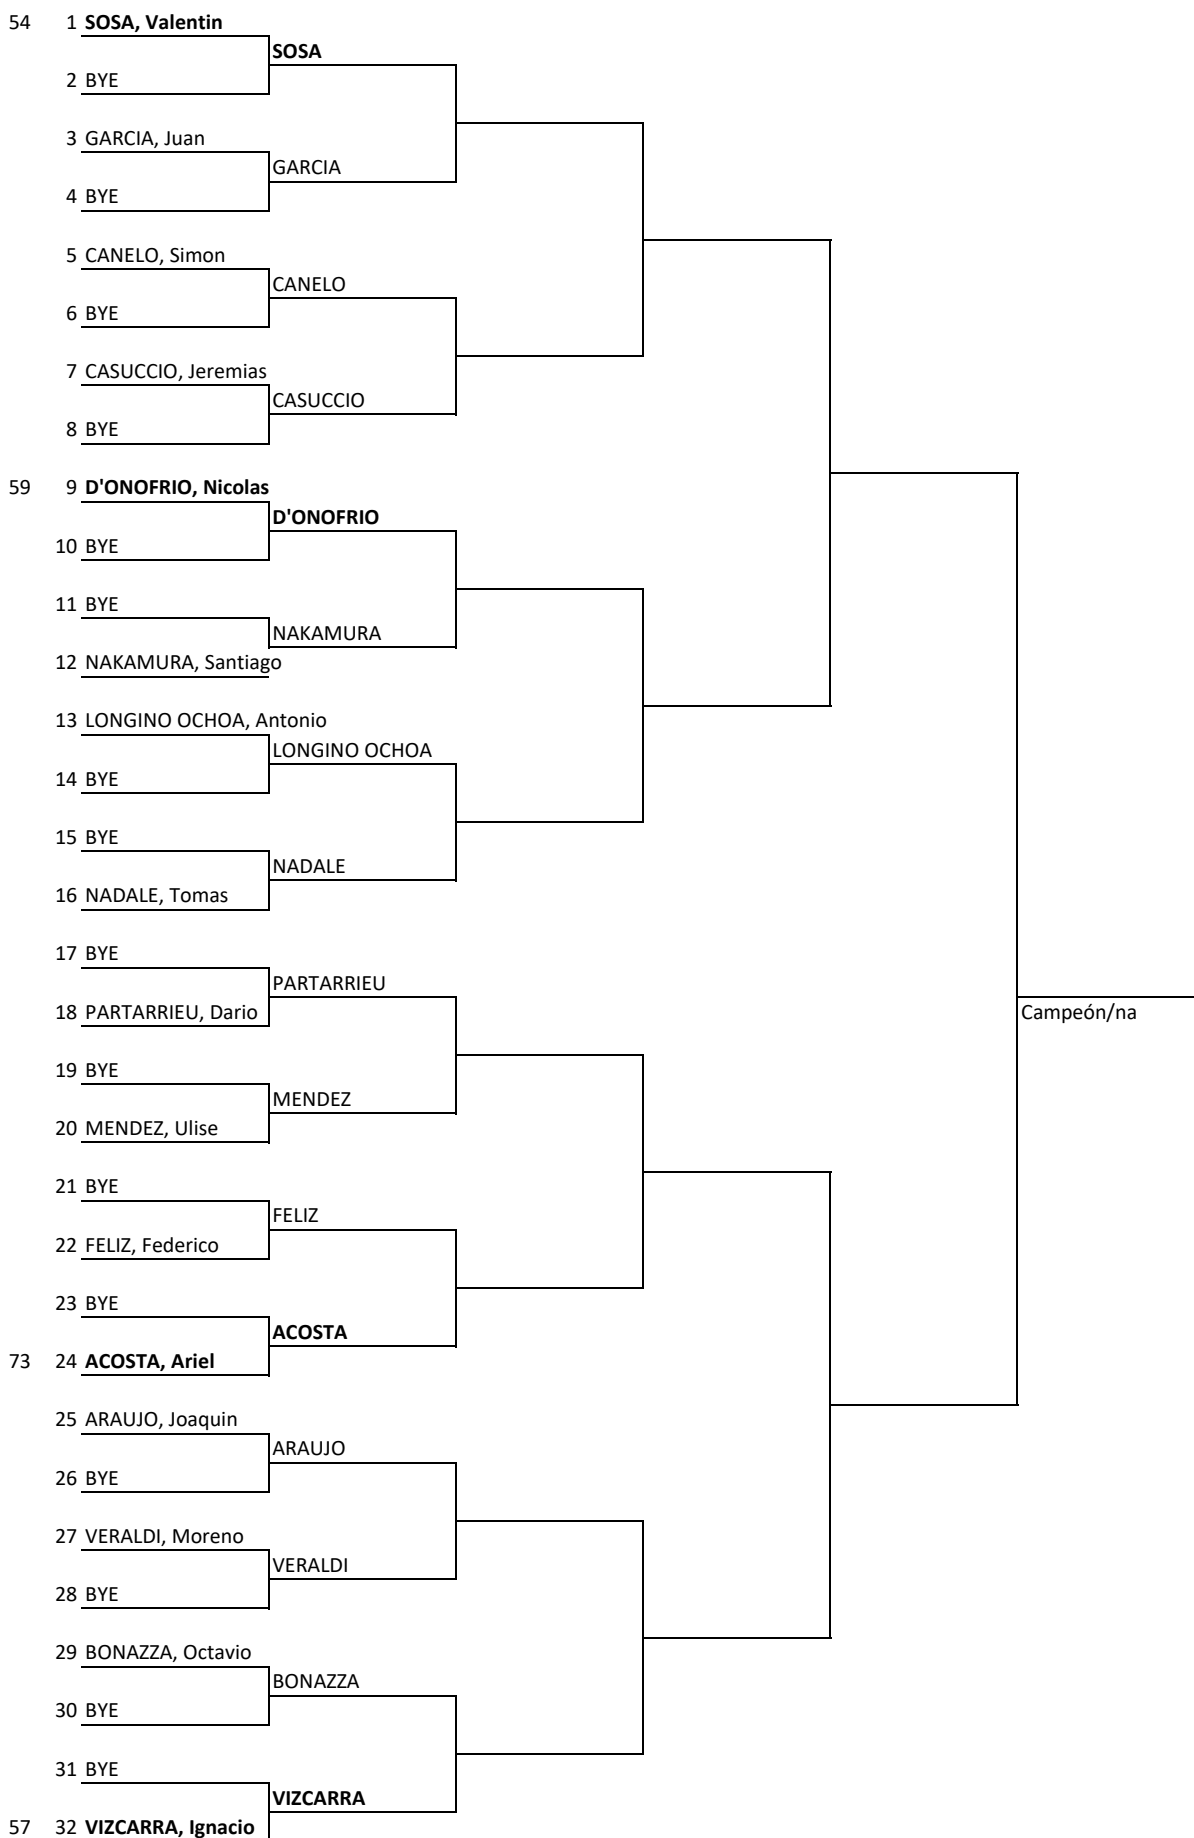 54 1 SOSA, Valentin
SOSA
2 BYE
3 GARCIA, Juan
GARCIA
4 BYE
5 CANELO, Simon
CANELO
6 BYE
7 CASUCCIO, Jeremias
CASUCCIO
8 BYE
59 9 D'ONOFRIO, Nicolas
D'ONOFRIO
10 BYE
11 BYE
NAKAMURA
12 NAKAMURA, Santiago
13 LONGINO OCHOA, Antonio
LONGINO OCHOA
14 BYE
15 BYE
NADALE
16 NADALE, Tomas
17 BYE
PARTARRIEU
18 PARTARRIEU, Dario
Campeón/na
19 BYE
MENDEZ
20 MENDEZ, Ulise
21 BYE
FELIZ
22 FELIZ, Federico
23 BYE
ACOSTA
73 24 ACOSTA, Ariel
25 ARAUJO, Joaquin
ARAUJO
26 BYE
27 VERALDI, Moreno
VERALDI
28 BYE
29 BONAZZA, Octavio
BONAZZA
30 BYE
31 BYE
VIZCARRA
57 32 VIZCARRA, Ignacio